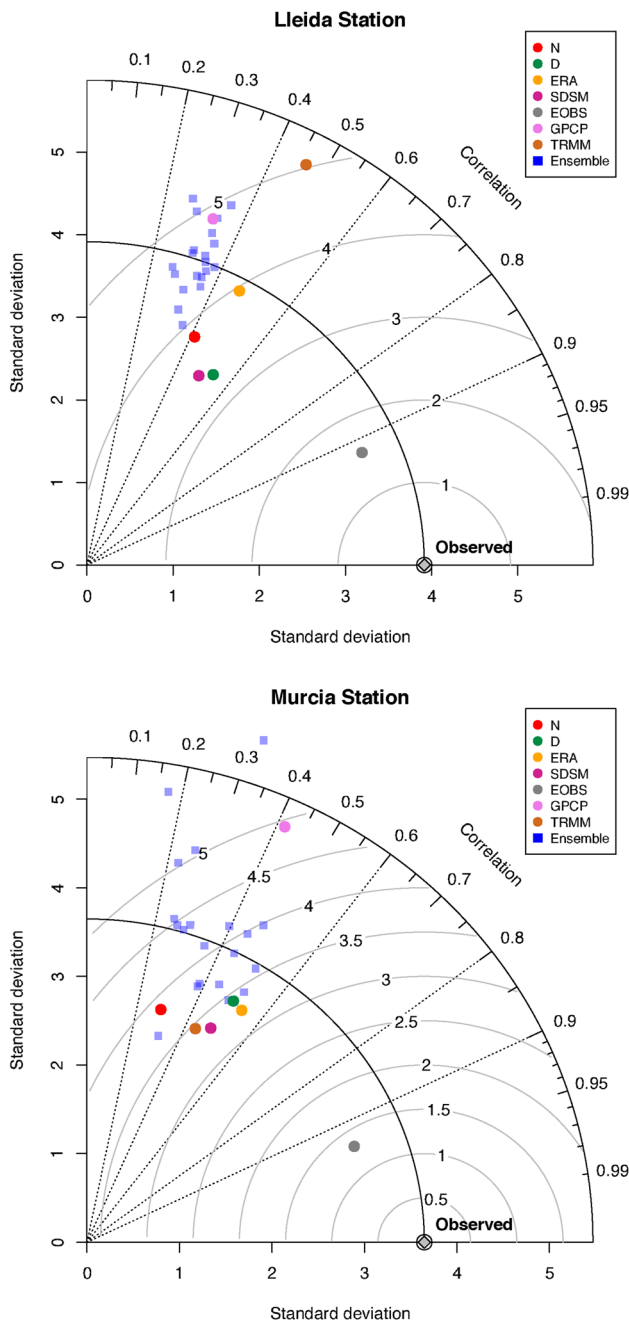 Lleida Station
N
D
ERA
SDSM
EOBS
GPCP
TRMM
Ensemble
0.1
0.2
0.3
0.4
0.5
0.6
0.7
0.8
0.9
0.95
0.99
Correlation
5
4
3
2
1
Observed
Standard deviation
0
1
2
3
4
5
0
1
2
3
4
5
Standard deviation
Murcia Station
N
D
ERA
SDSM
EOBS
GPCP
TRMM
Ensemble
0.1
0.2
0.3
0.4
0.5
0.6
0.7
0.8
0.9
0.95
0.99
Correlation
5
4.5
4
3.5
3
2.5
2
1.5
1
0.5
Observed
Standard deviation
0
1
2
3
4
5
0
1
2
3
4
5
Standard deviation